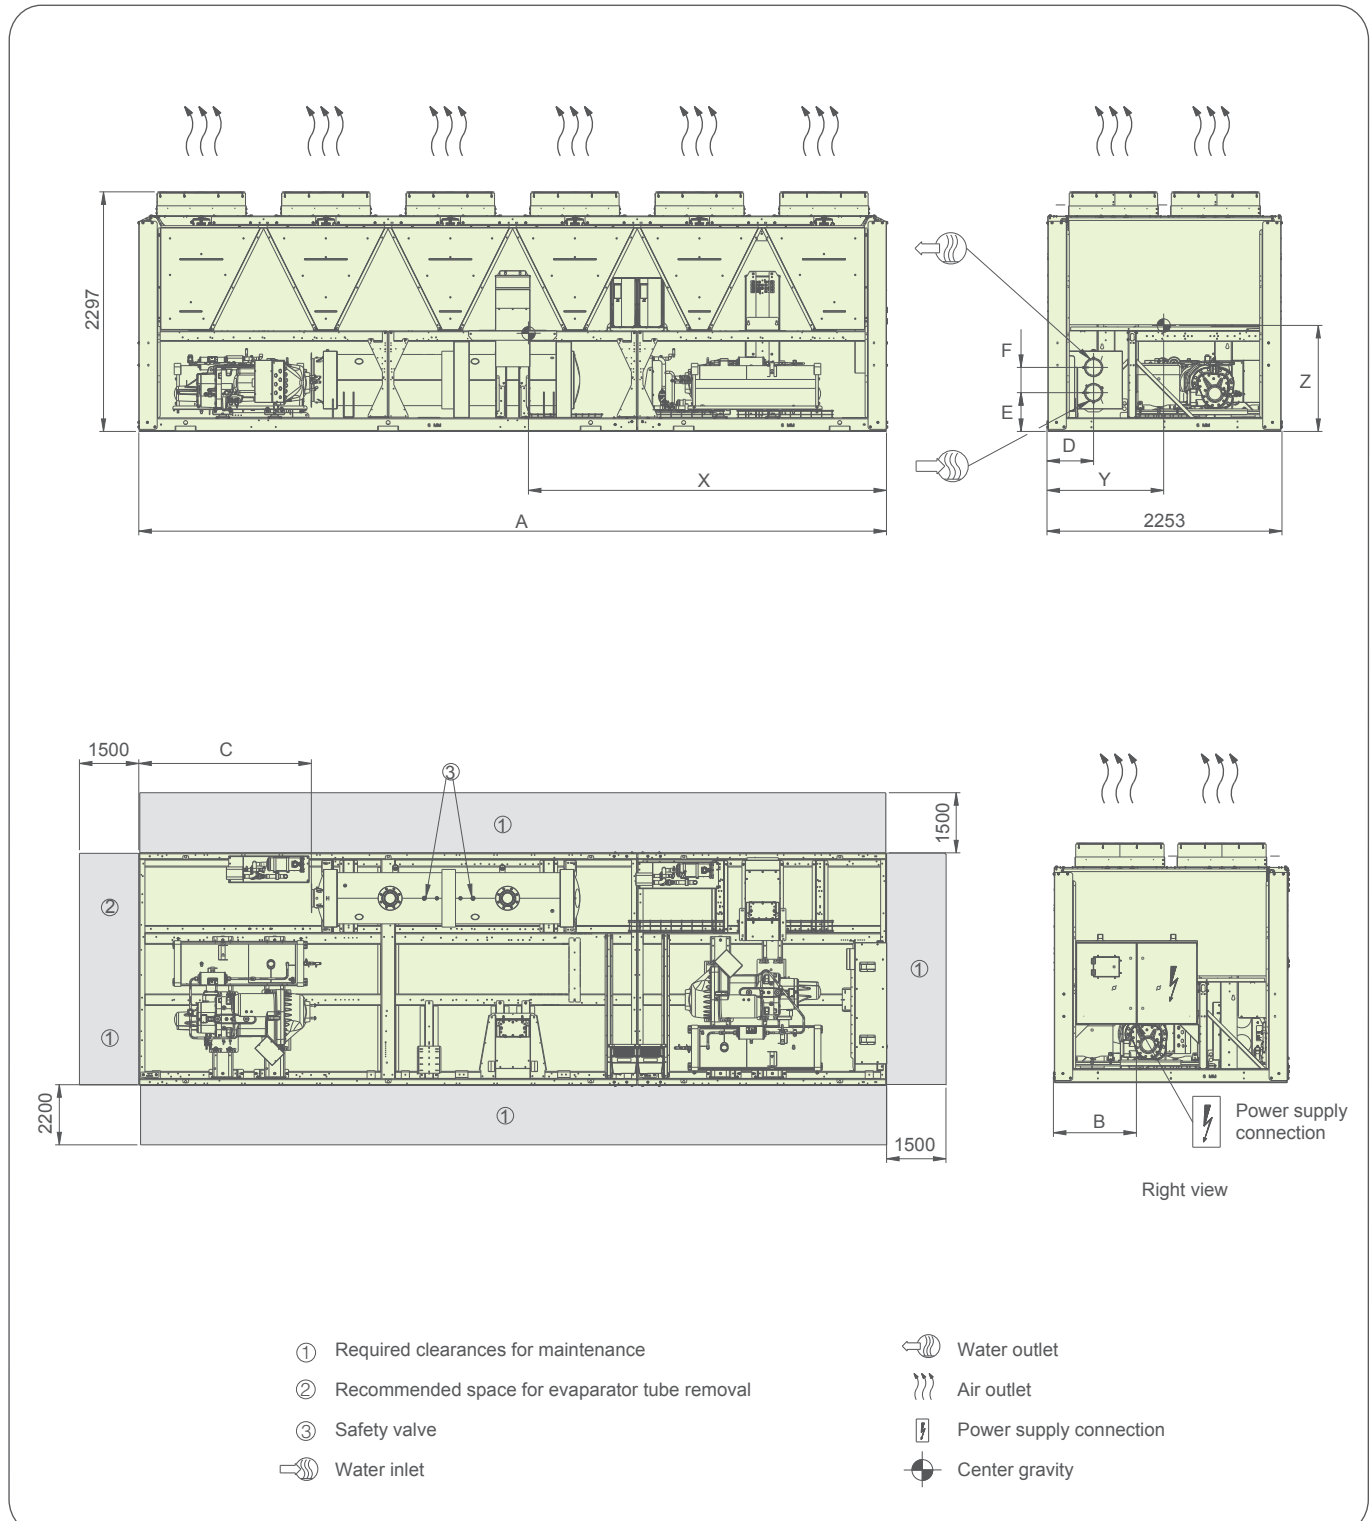 2297
X
A
F
E
D
Y
Z
2253
1500
C
③
①
1500
②
①
①
2200
①
1500
B
Power supply
connection
Right view
① Required clearances for maintenance
② Recommended space for evaparator tube removal
③ Safety valve
Water inlet
Water outlet
Air outlet
Power supply connection
Center gravity